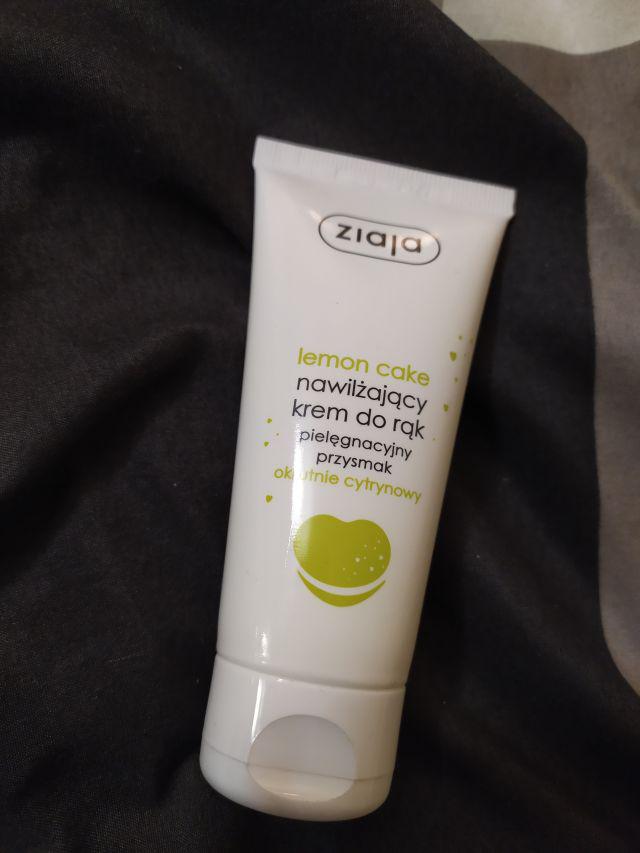 ziaja
lemon cake
nawilżający
krem do rąk
pielęgnacyjny
przysmak
okrutnie cytrynowy